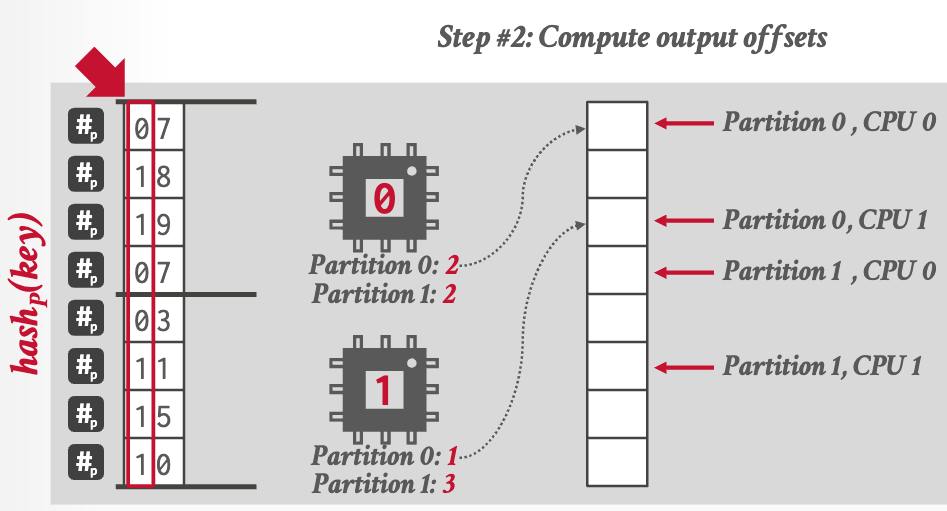 Step #2: Compute output offsets
hashP(key)
#p 07
#p 18
#p 19
#p 07
#p 03
#p 11
#p 15
#p 10
0
Partition 0: 2
Partition 1: 2
1
Partition 0: 1
Partition 1: 3
Partition 0 , CPU 0
Partition 0, CPU 1
Partition 1 , CPU 0
Partition 1, CPU 1